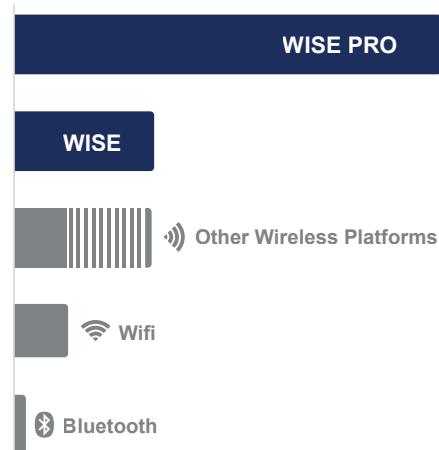 WISE PRO
WISE
Other Wireless Platforms
Wifi
Bluetooth